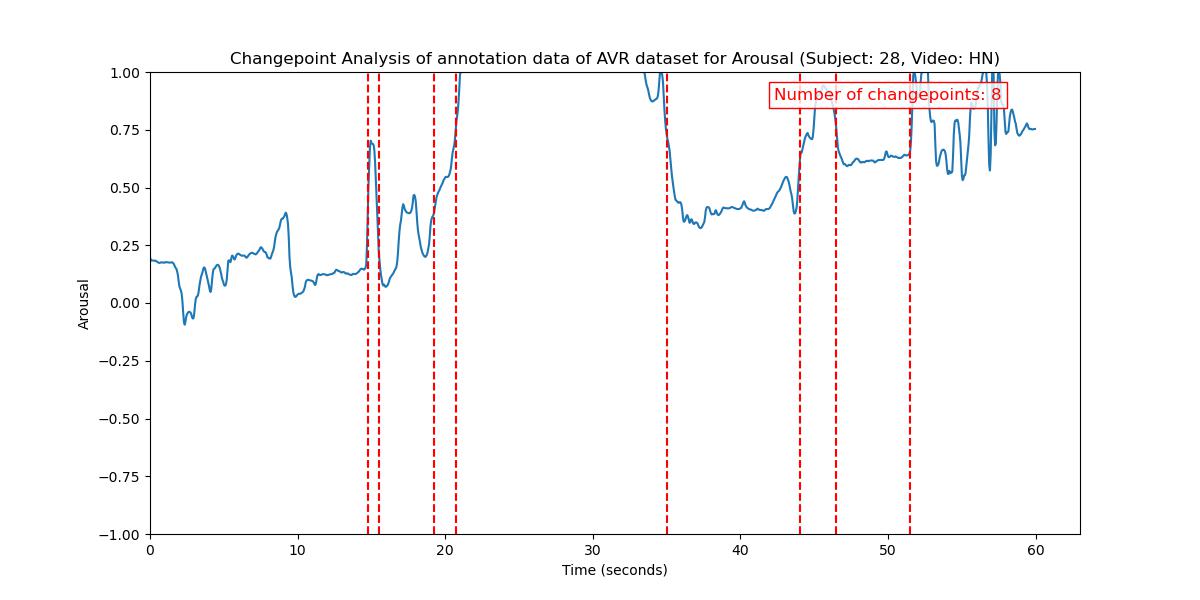 Changepoint Analysis of annotation data of AVR dataset for Arousal (Subject: 28, Video: HN)
Number of changepoints: 8
1.00
0.75
0.50
0.25
0.00
−0.25
−0.50
−0.75
−1.00
Arousal
0 10 20 30 40 50 60
Time (seconds)